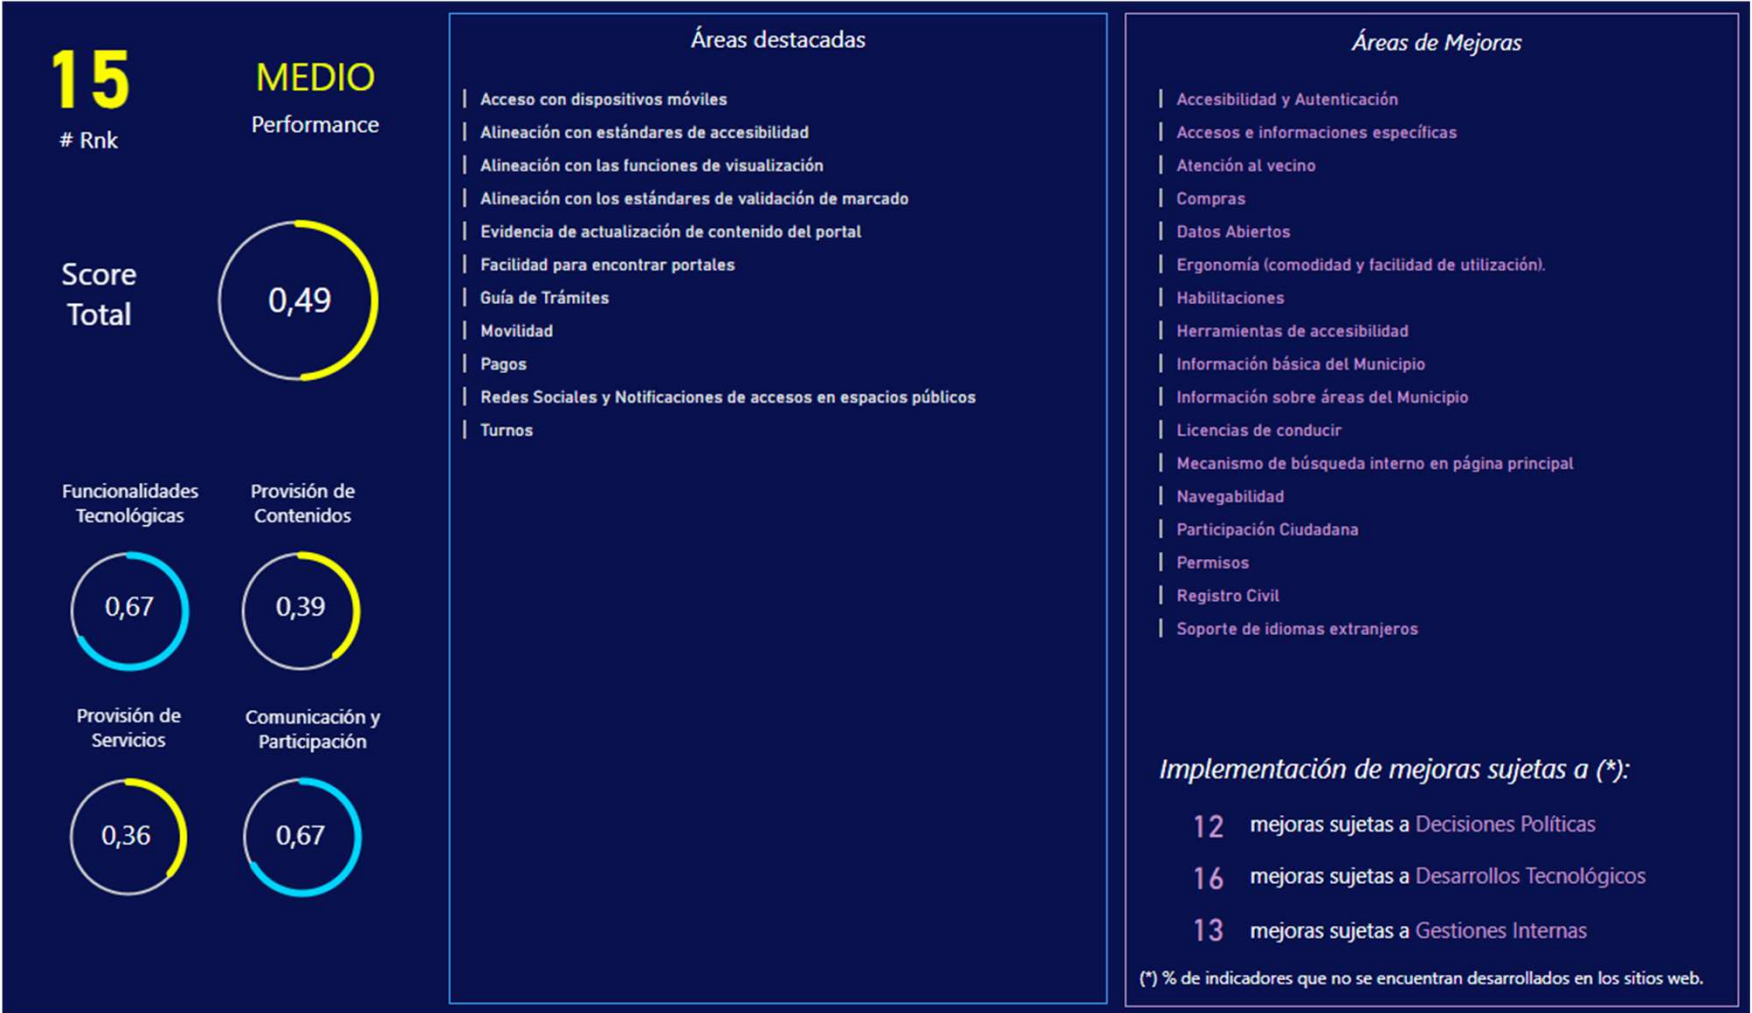 15
# Rnk
MEDIO
Performance
Score
Total
0,49
Funcionalidades
Tecnológicas
0,67
Provisión de
Contenidos
0,39
Provisión de
Servicios
0,36
Comunicación y
Participación
0,67
Áreas destacadas
Acceso con dispositivos móviles
Alineación con estándares de accesibilidad
Alineación con las funciones de visualización
Alineación con los estándares de validación de marcado
Evidencia de actualización de contenido del portal
Facilidad para encontrar portales
Guía de Trámites
Movilidad
Pagos
Redes Sociales y Notificaciones de accesos en espacios públicos
Turnos
Áreas de Mejoras
Accesibilidad y Autenticación
Accesos e informaciones específicas
Atención al vecino
Compras
Datos Abiertos
Ergonomía (comodidad y facilidad de utilización).
Habilitaciones
Herramientas de accesibilidad
Información básica del Municipio
Información sobre áreas del Municipio
Licencias de conducir
Mecanismo de búsqueda interno en página principal
Navegabilidad
Participación Ciudadana
Permisos
Registro Civil
Soporte de idiomas extranjeros
Implementación de mejoras sujetas a (*):
12 mejoras sujetas a Decisiones Políticas
16 mejoras sujetas a Desarrollos Tecnológicos
13 mejoras sujetas a Gestiones Internas
(*) % de indicadores que no se encuentran desarrollados en los sitios web.